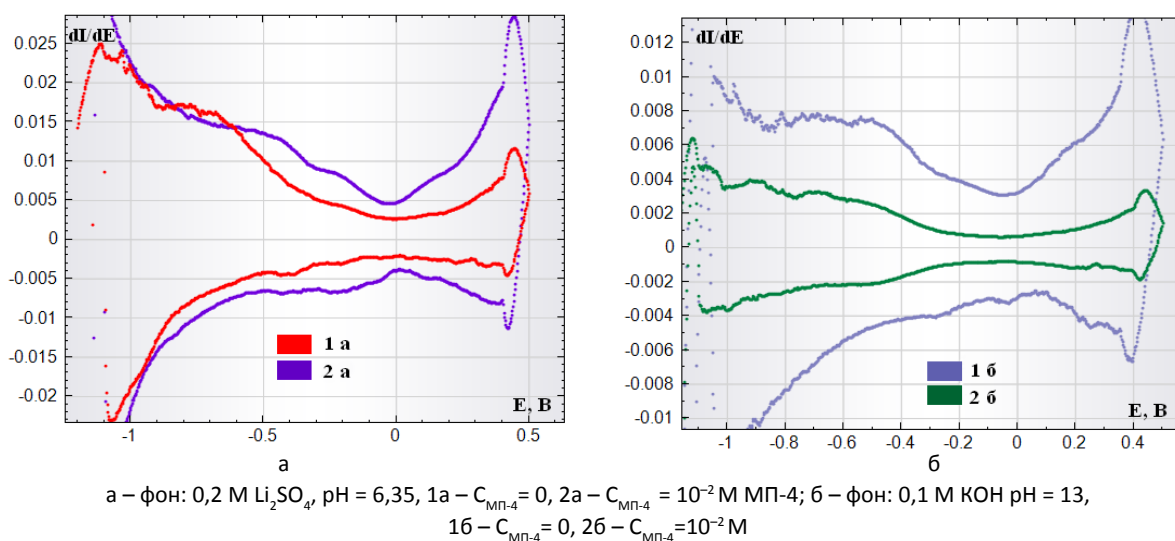 dI/dE
0.025
0.02
0.015
0.01
0.005
0
-0.005
-0.01
-0.015
-0.02
1 а
2 а
E, B
-1
-0.5
0
0.5
а
dI/dE
0.012
0.01
0.008
0.006
0.004
0.002
0
-0.002
-0.004
-0.006
-0.008
-0.01
1 б
2 б
E, B
-1
-0.8
-0.6
-0.4
-0.2
0
0.2
0.4
б
а – фон: 0,2 М Li₂SO₄, pH = 6,35, 1а – C_МП-4 = 0, 2а – C_МП-4 = 10⁻² М МП-4; б – фон: 0,1 М КОН pH = 13,
1б – C_МП-4 = 0, 2б – C_МП-4 =10⁻² М